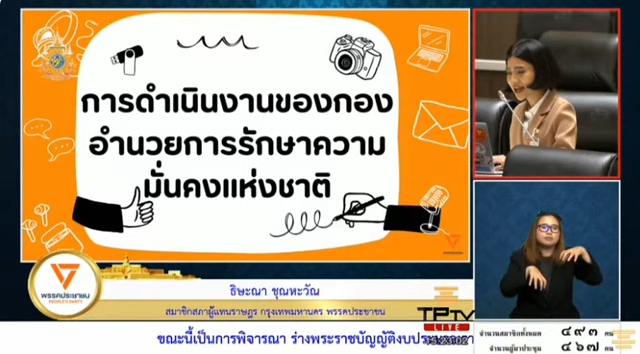 การดำเนินงานของกอง
อำนวยการรักษาความ
มั่นคงแห่งชาติ
พรรคประชาชน
PEOPLE'S PARTY
ธิษะณา ชุณหะวัณ
สมาชิกสภาผู้แทนราษฎร กรุงเทพมหานคร พรรคประชาชน
TPTV
LIVE
ขณะนี้เป็นการพิจารณา ร่างพระราชบัญญัติงบประ
จำนวนสมาชิกทั้งหมด ๔๙๓ คน
จำนวนผู้มาประชุม ๔๖๗ คน